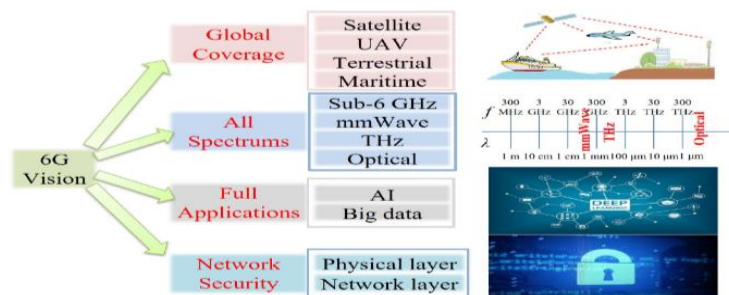 6G
Vision
Global
Coverage
Satellite
UAV
Terrestrial
Maritime
All
Spectrums
Sub-6 GHz
mmWave
THz
Optical
Full
Applications
AI
Big data
Network
Security
Physical layer
Network layer
f 300 3 30 300 3 30 300
MHz GHz GHz GHz THz THz THz
mmWave
THz
Optical
λ
1 m 10 cm 1 cm 1 mm 100 μm 10 μm 1 μm
DEEP
LEARNING